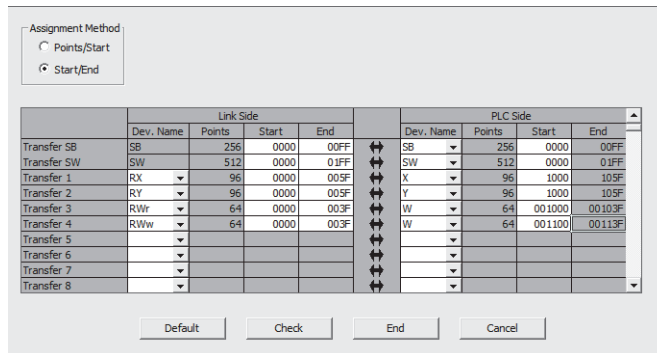 Assignment Method
Points/Start
Start/End
Link Side PLC Side
Dev. Name Points Start End Dev. Name Points Start End
Transfer SB SB 256 0000 00FF SB 256 0000 00FF
Transfer SW SW 512 0000 01FF SW 512 0000 01FF
Transfer 1 RX 96 0000 005F X 96 1000 105F
Transfer 2 RY 96 0000 005F Y 96 1000 105F
Transfer 3 RWr 64 0000 003F W 64 001000 00103F
Transfer 4 RWw 64 0000 003F W 64 001100 00113F
Transfer 5
Transfer 6
Transfer 7
Transfer 8
Default Check End Cancel